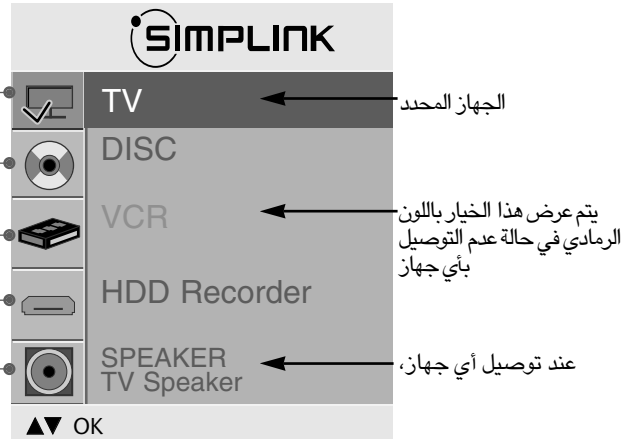 SIMPLINK
TV
الجهاز المحدد
DISC
VCR
يتم عرض هذا الخيار باللون
الرمادي في حالة عدم التوصيل
بأي جهاز
HDD Recorder
SPEAKER
TV Speaker
عند توصيل أي جهاز،
▲▼ OK